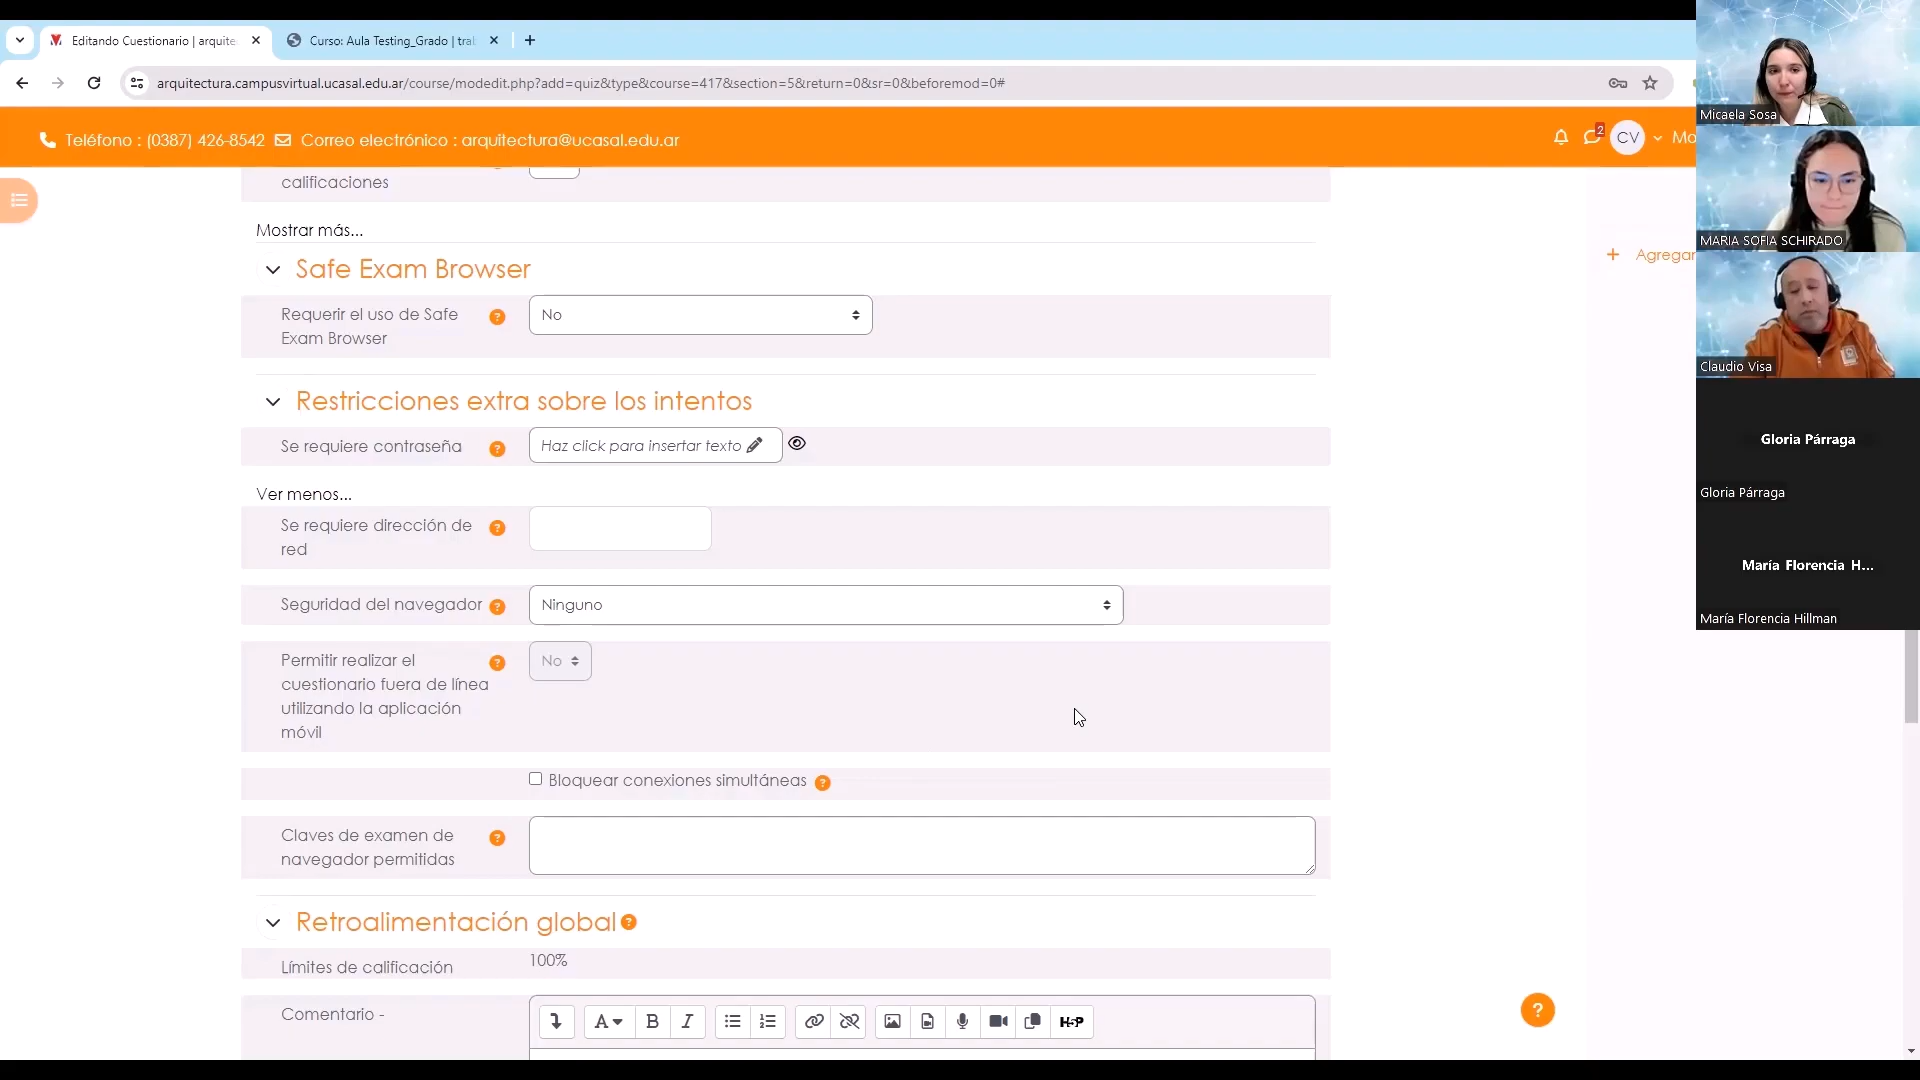 Editando Cuestionario | arquite
Curso: Aula Testing_Grado | tral
arquitectura.campusvirtual.ucasal.edu.ar/course/modedit.php?add=quiz&type&course=417&section=5&return=0&sr=0&beforemod=0#
Teléfono : (0387) 426-8542 Correo electrónico : arquitectura@ucasal.edu.ar
2
CV
Mo
calificaciones
Mostrar más...
Agregar
Safe Exam Browser
Requerir el uso de Safe
Exam Browser
No
Restricciones extra sobre los intentos
Se requiere contraseña
Haz click para insertar texto
Ver menos...
Se requiere dirección de
red
Seguridad del navegador
Ninguno
Permitir realizar el
cuestionario fuera de línea
utilizando la aplicación
móvil
No
Bloquear conexiones simultáneas
Claves de examen de
navegador permitidas
Retroalimentación global
Límites de calificación
100%
Comentario -
A
B
I
H-P
?
Micaela Sosa
MARIA SOFIA SCHIRADO
Claudio Visa
Gloria Párraga
Gloria Párraga
María Florencia H...
María Florencia Hillman